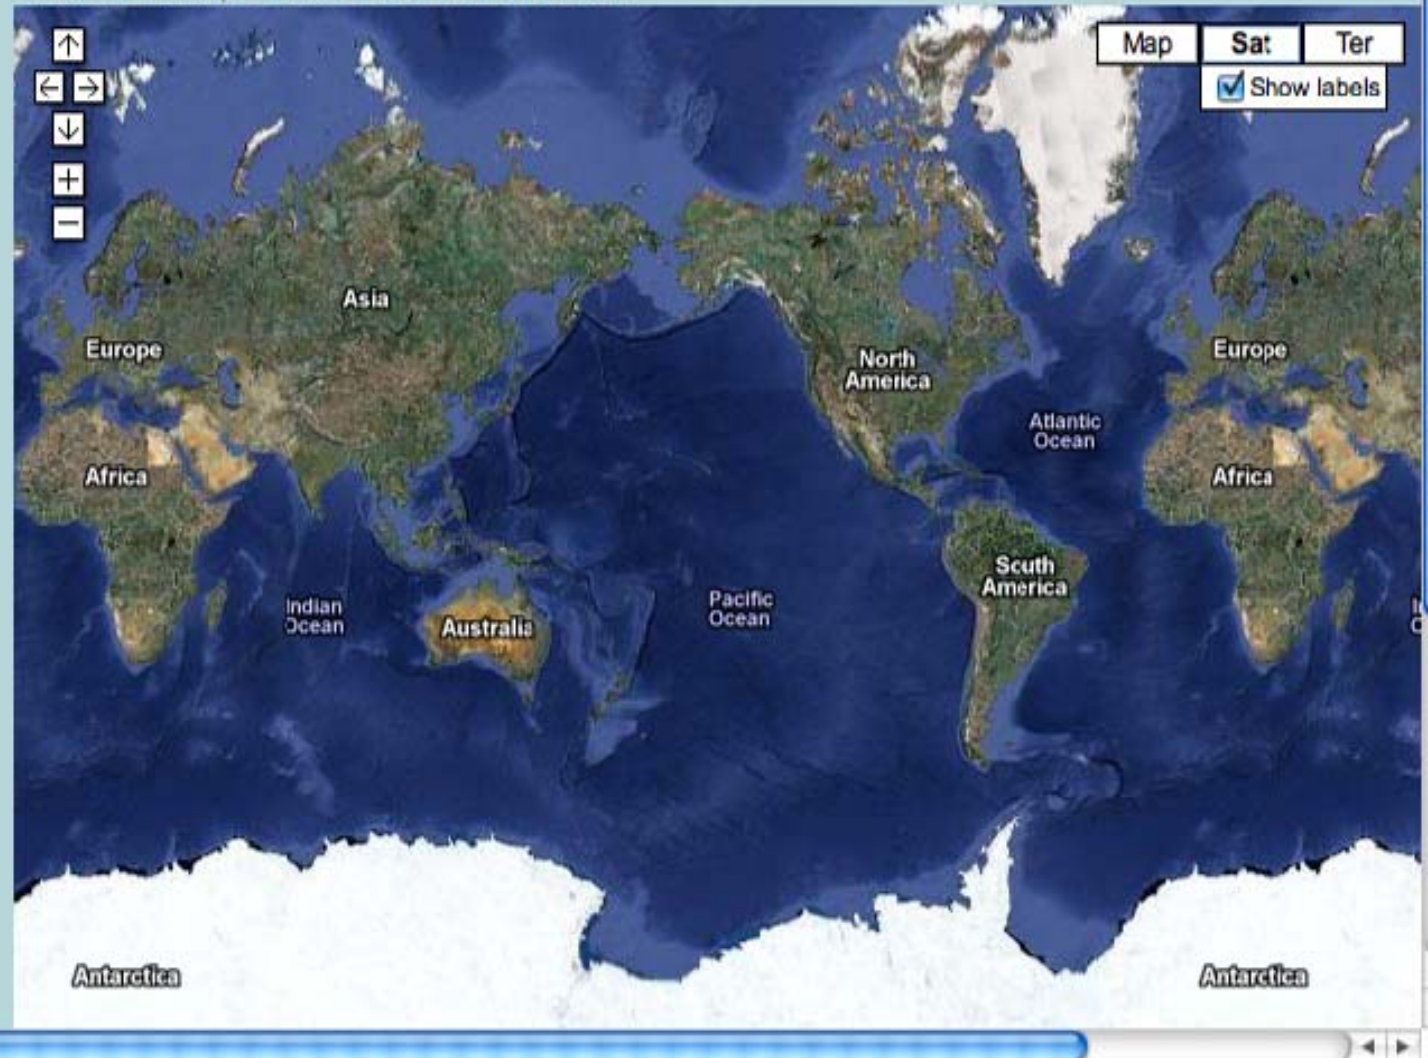 Map
Sat
Ter
Show labels
Asia
Europe
North
America
Europe
Atlantic
Ocean
Africa
Africa
South
America
Indian
Ocean
Pacific
Ocean
Australia
Antarctica
Antarctica